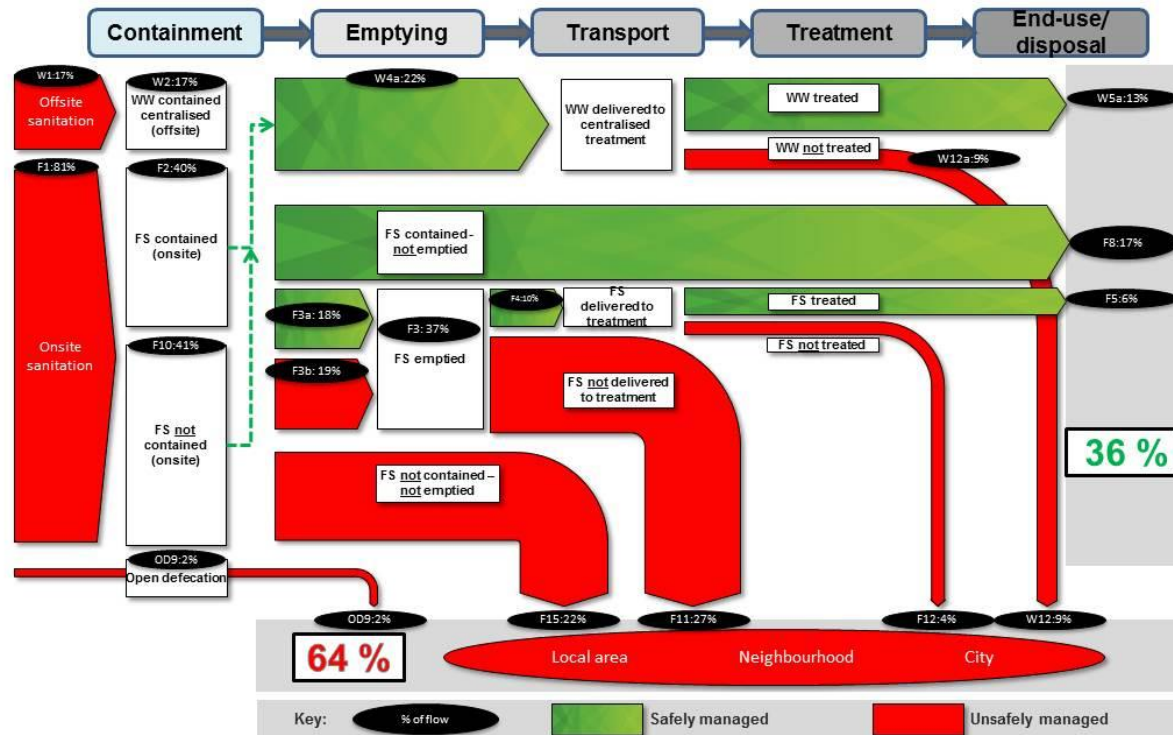 Containment
Emptying
Transport
Treatment
End-use/
disposal
W1:17%
Offsite
sanitation
W2:17%
WW contained
centralised
(offsite)
W4a:22%
WW delivered to
centralised
treatment
WW treated
W5a:13%
WW not treated
W12a:9%
F1:81%
Onsite
sanitation
F2:40%
FS contained
(onsite)
FS contained -
not emptied
F8:17%
F3a: 18%
F3: 37%
FS emptied
F3b: 19%
F4:10%
FS
delivered to
treatment
FS treated
F5:6%
FS not treated
F10:41%
FS not
contained
(onsite)
FS not delivered
to treatment
36 %
FS not contained –
not emptied
OD9:2%
Open defecation
OD9:2%
F15:22%
F11:27%
F12:4%
W12:9%
64 %
Local area
Neighbourhood
City
Key:
% of flow
Safely managed
Unsafely managed